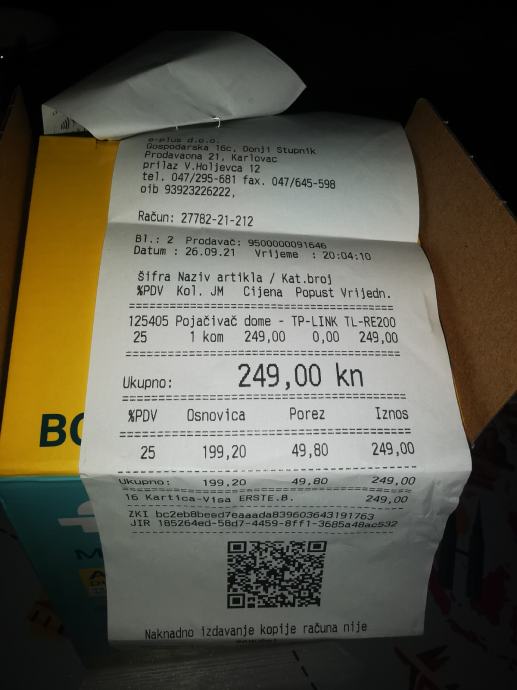 e-plus d.o.o.
Gospodarska 16c, Donji Stupnik
Prodavaona 21, Karlovac
prilaz V.Holjevca 12
tel. 047/295-681 fax. 047/645-598
oib 93923226222,
Račun: 27782-21-212
Bl.: 2 Prodavač: 9500000091646
Datum : 26.09.21 Vrijeme : 20:04:10
Šifra Naziv artikla / Kat.broj
%PDV Kol. JM Cijena Popust Vrijedn.
125405 Pojačivač dome - TP-LINK TL-RE200
25 1 kom 249,00 0,00 249,00
Ukupno: 249,00 kn
%PDV Osnovica Porez Iznos
25 199,20 49,80 249,00
Ukupno: 199,20 49,80 249,00
16 Kartica-Visa ERSTE.B. 249,00
ZKI bc2eb8beed7eaaada839603643191763
JIR 185264ed-58d7-4459-8ff1-3685a48ac532
Naknadno izdavanje kopije računa nije